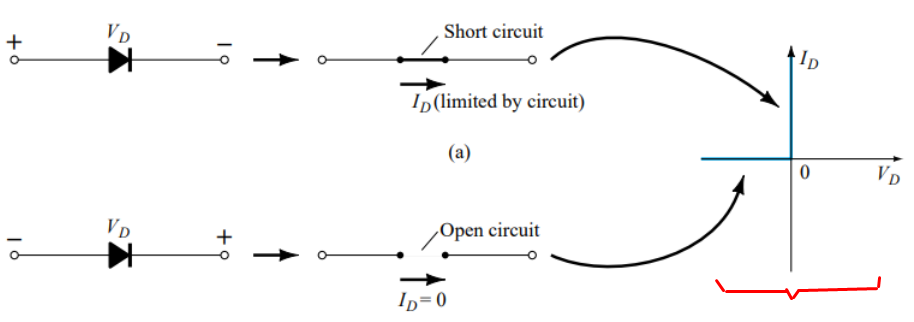 + V_D −
Short circuit
I_D
I_D (limited by circuit)
(a)
0
V_D
− V_D +
Open circuit
I_D = 0